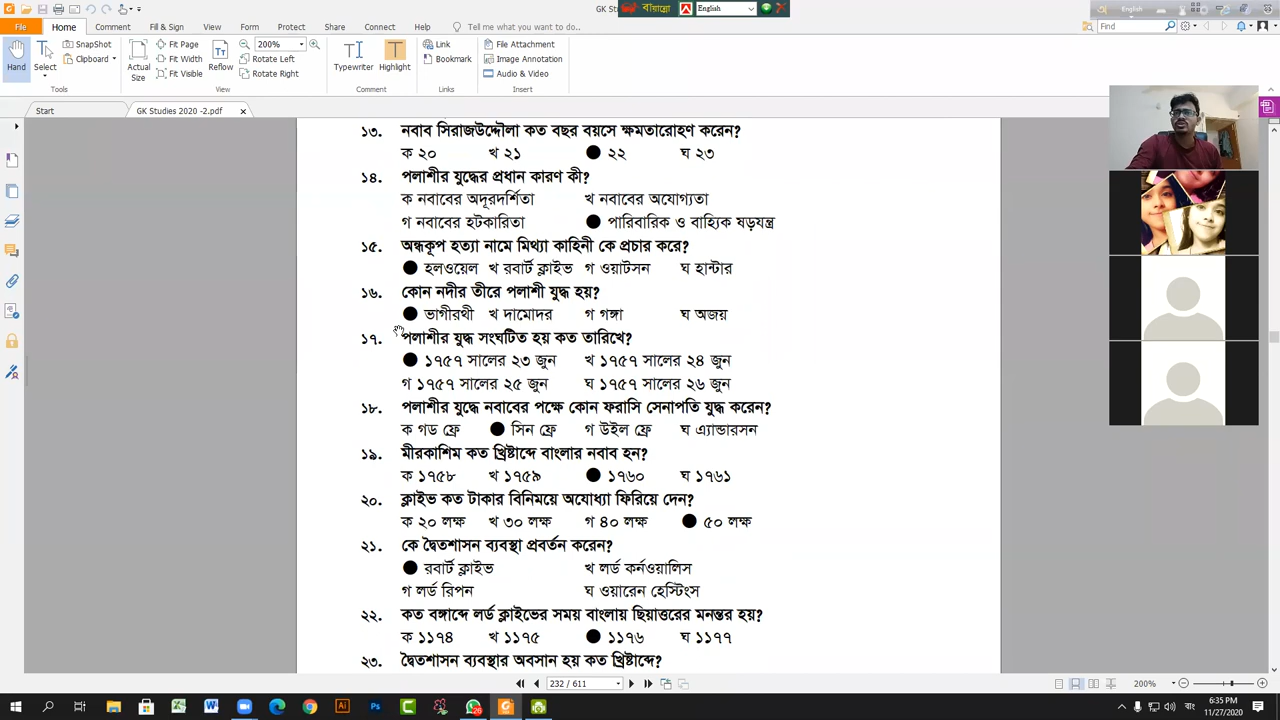 GK St
বায়ান্নো
English
English
File
Home
Comment
Fill & Sign
View
Form
Protect
Share
Connect
Help
Tell me what you want to do..
Find
Hand
Select
SnapShot
Clipboard
Actual Size
Fit Page
Fit Width
Fit Visible
Reflow
200%
Rotate Left
Rotate Right
Typewriter
Highlight
Link
Bookmark
File Attachment
Image Annotation
Audio & Video
Tools
View
Comment
Links
Insert
Start
GK Studies 2020 -2.pdf
১৩. নবাব সিরাজউদ্দৌলা কত বছর বয়সে ক্ষমতারোহণ করেন?
ক ২০ খ ২১ ● ২২ ঘ ২৩
১৪. পলাশীর যুদ্ধের প্রধান কারণ কী?
ক নবাবের অদূরদর্শিতা খ নবাবের অযোগ্যতা
গ নবাবের হটকারিতা ● পারিবারিক ও বাহ্যিক ষড়যন্ত্র
১৫. অন্ধকূপ হত্যা নামে মিথ্যা কাহিনী কে প্রচার করে?
● হলওয়েল খ রবার্ট ক্লাইভ গ ওয়াটসন ঘ হান্টার
১৬. কোন নদীর তীরে পলাশী যুদ্ধ হয়?
● ভাগীরথী খ দামোদর গ গঙ্গা ঘ অজয়
১৭. পলাশীর যুদ্ধ সংঘটিত হয় কত তারিখে?
● ১৭৫৭ সালের ২৩ জুন খ ১৭৫৭ সালের ২৪ জুন
গ ১৭৫৭ সালের ২৫ জুন ঘ ১৭৫৭ সালের ২৬ জুন
১৮. পলাশীর যুদ্ধে নবাবের পক্ষে কোন ফরাসি সেনাপতি যুদ্ধ করেন?
ক গড ফ্রে ● সিন ফ্রে গ উইল ফ্রে ঘ এ্যান্ডারসন
১৯. মীরকাশিম কত খ্রিষ্টাব্দে বাংলার নবাব হন?
ক ১৭৫৮ খ ১৭৫৯ ● ১৭৬০ ঘ ১৭৬১
২০. ক্লাইভ কত টাকার বিনিময়ে অযোধ্যা ফিরিয়ে দেন?
ক ২০ লক্ষ খ ৩০ লক্ষ গ ৪০ লক্ষ ● ৫০ লক্ষ
২১. কে দ্বৈতশাসন ব্যবস্থা প্রবর্তন করেন?
● রবার্ট ক্লাইভ খ লর্ড কর্নওয়ালিস
গ লর্ড রিপন ঘ ওয়ারেন হেস্টিংস
২২. কত বঙ্গাব্দে লর্ড ক্লাইভের সময় বাংলায় ছিয়াত্তরের মনন্তর হয়?
ক ১১৭৪ খ ১১৭৫ ● ১১৭৬ ঘ ১১৭৭
২৩. দ্বৈতশাসন ব্যবস্থার অবসান হয় কত খ্রিষ্টাব্দে?
232 / 611
200%
6:35 PM
11/27/2020